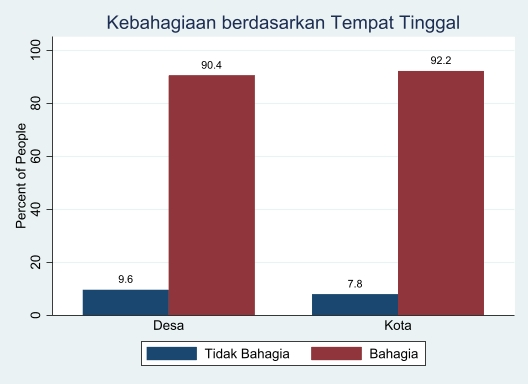 Kebahagiaan berdasarkan Tempat Tinggal
Percent of People
100
80
60
40
20
0
9.6
90.4
7.8
92.2
Desa
Kota
Tidak Bahagia
Bahagia